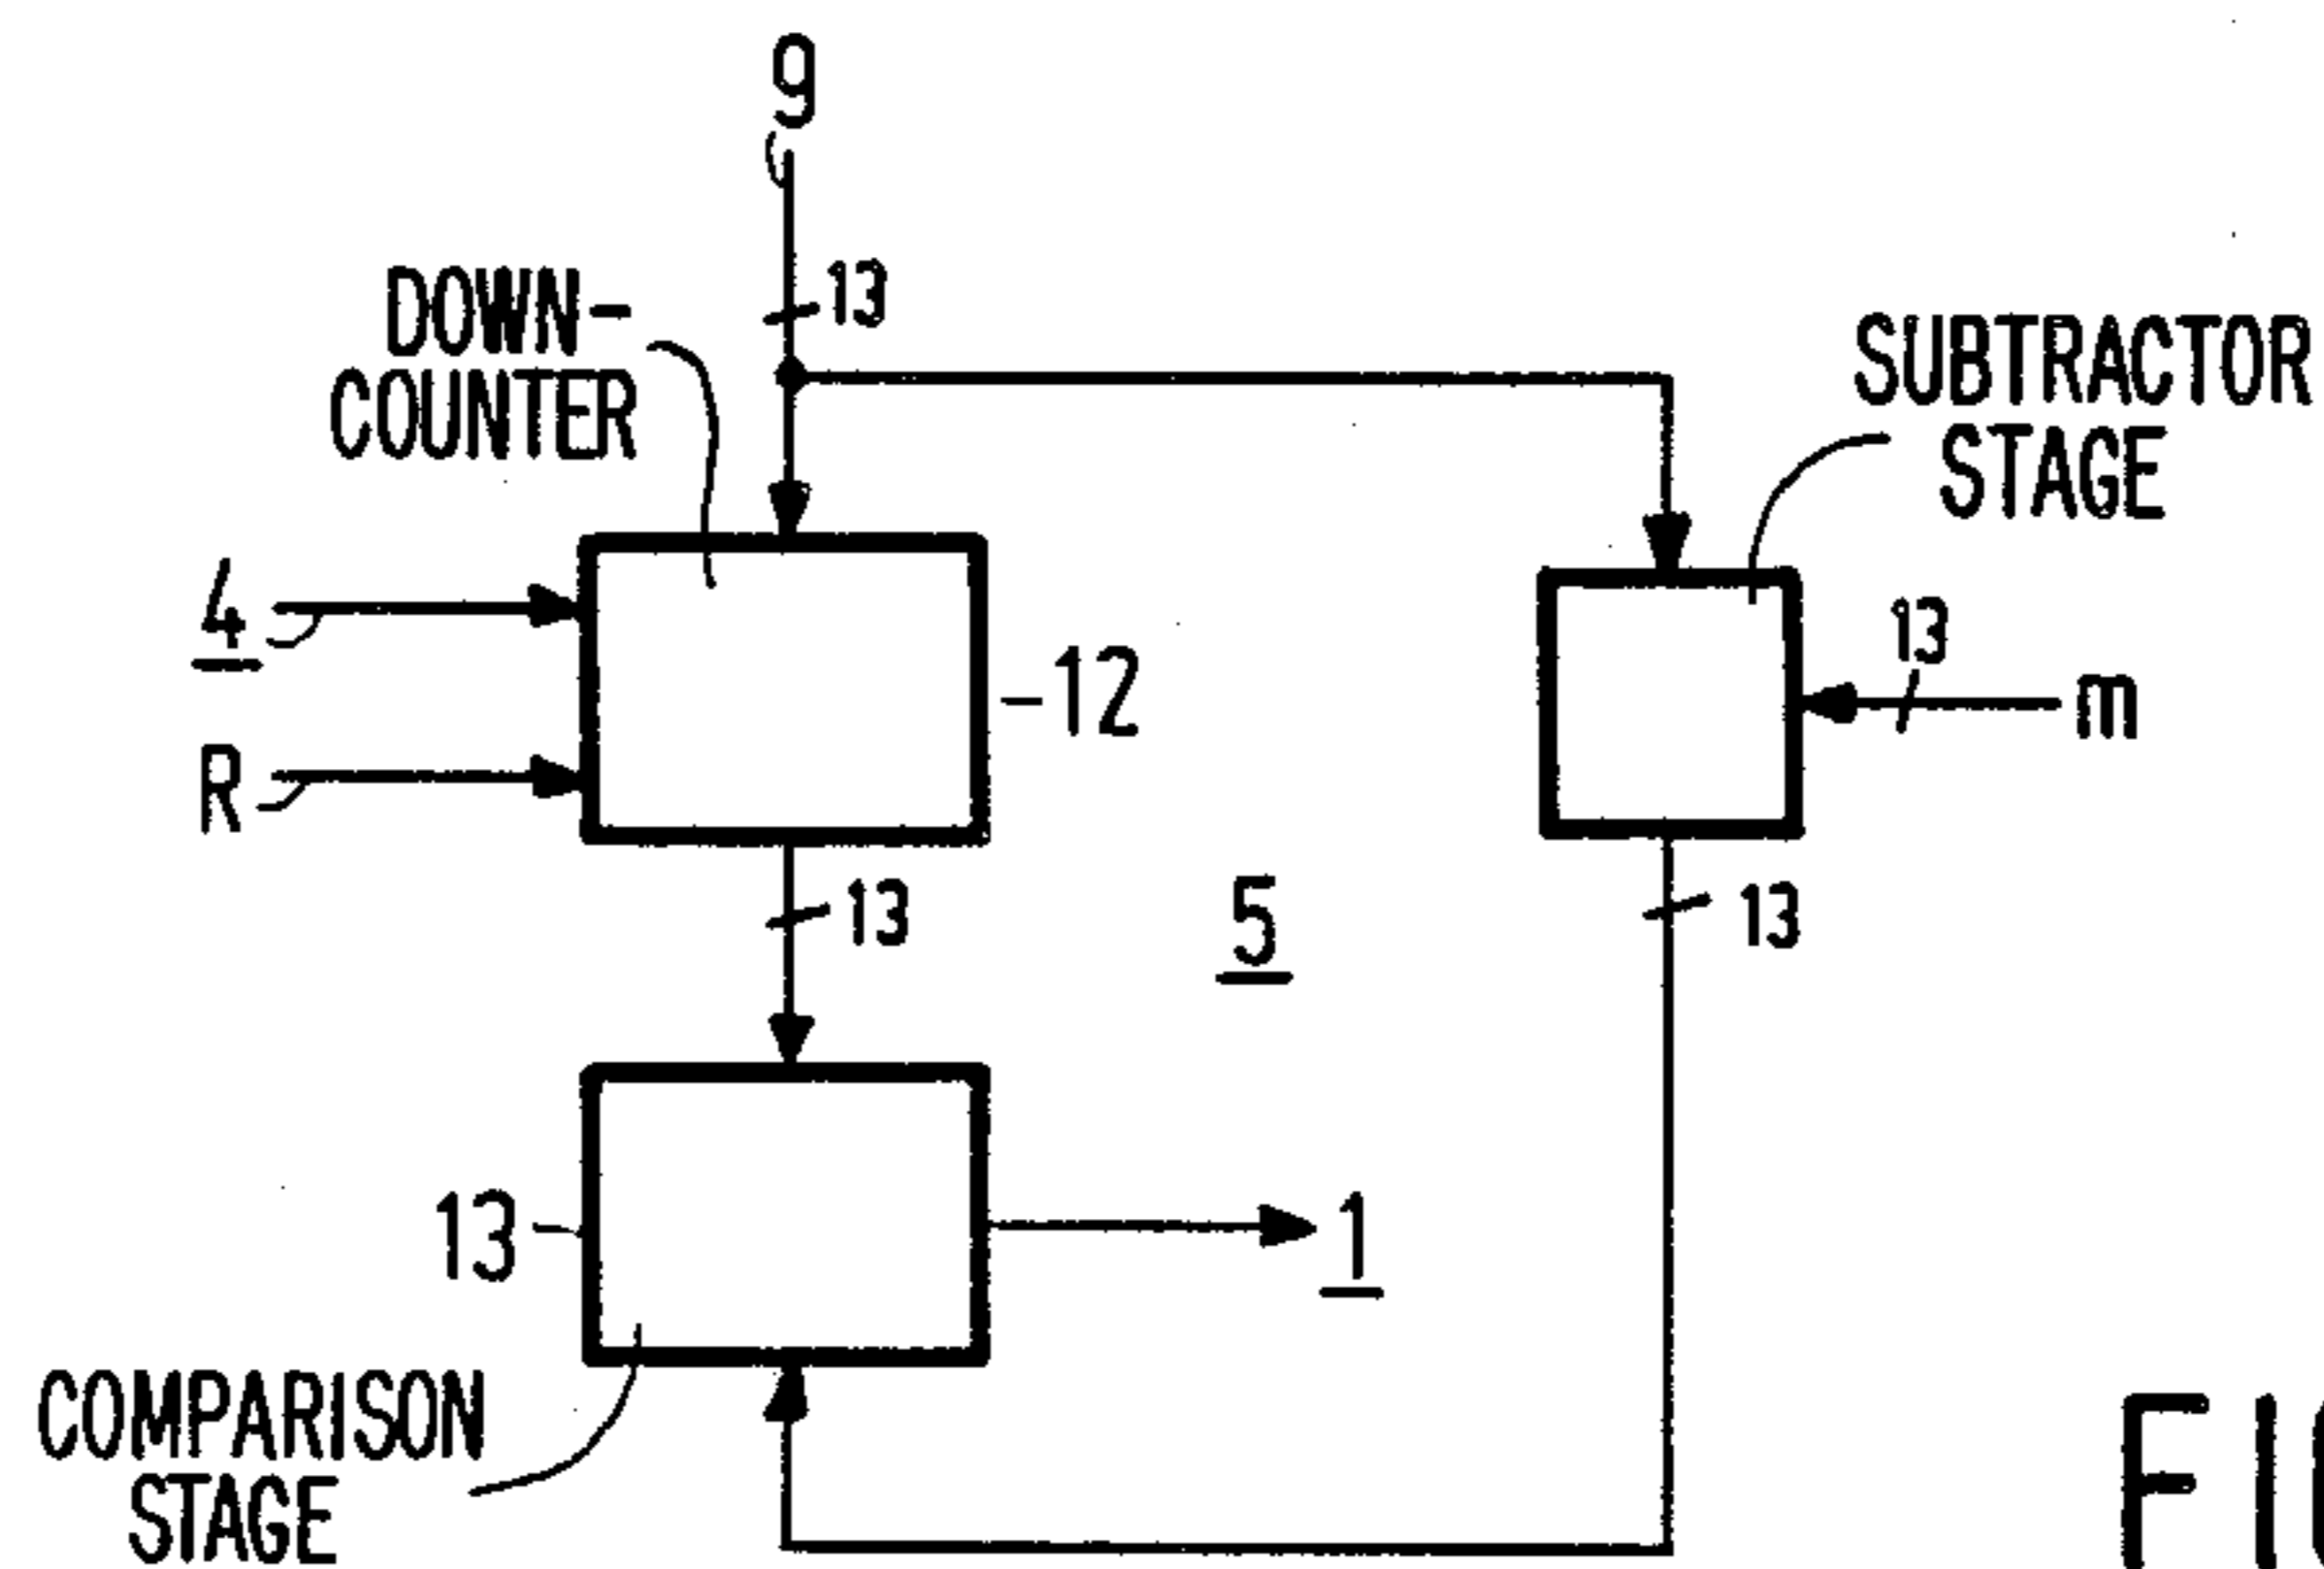 9
13
DOWN-
COUNTER
SUBTRACTOR
STAGE
4
13
m
12
R
13
5
13
13
1
COMPARISON
STAGE